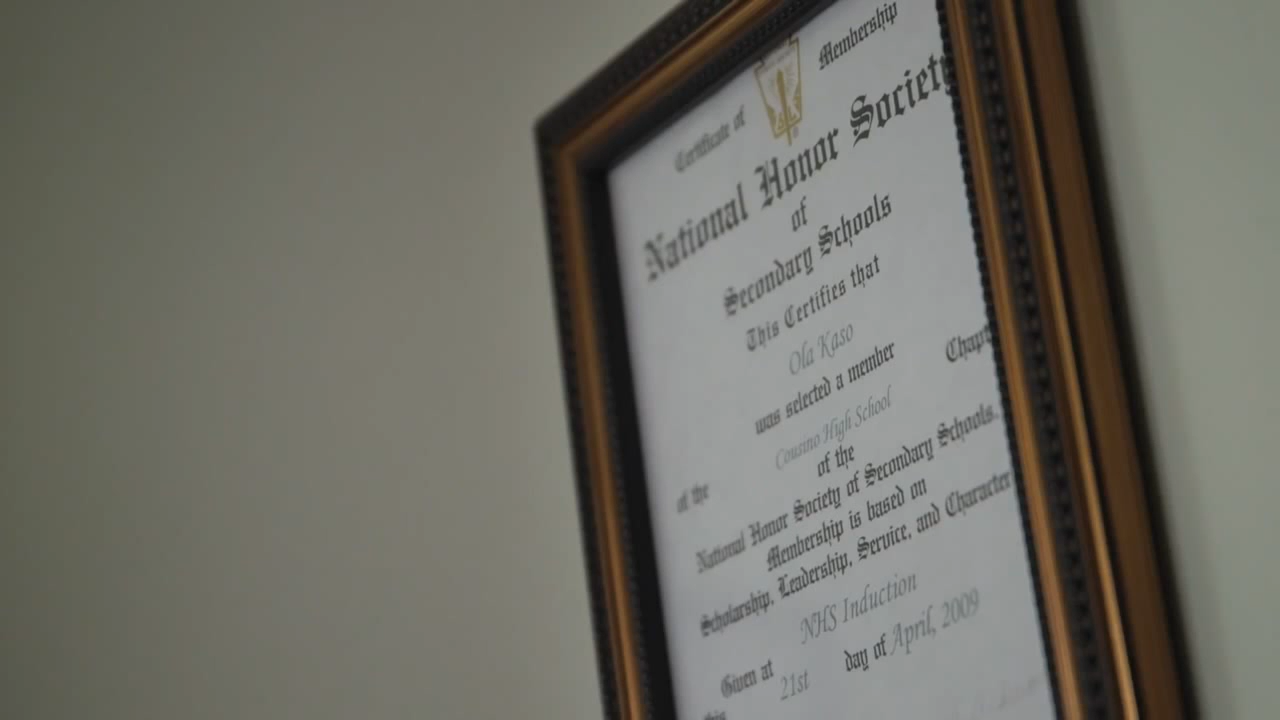 Certificate of Membership
National Honor Society
of
Secondary Schools
This Certifies that
Ola Kaso
was selected a member
of the Cousino High School
of the
National Honor Society of Secondary Schools.
Membership is based on
Scholarship, Leadership, Service, and Character
Given at NHS Induction
21st day of April, 2009